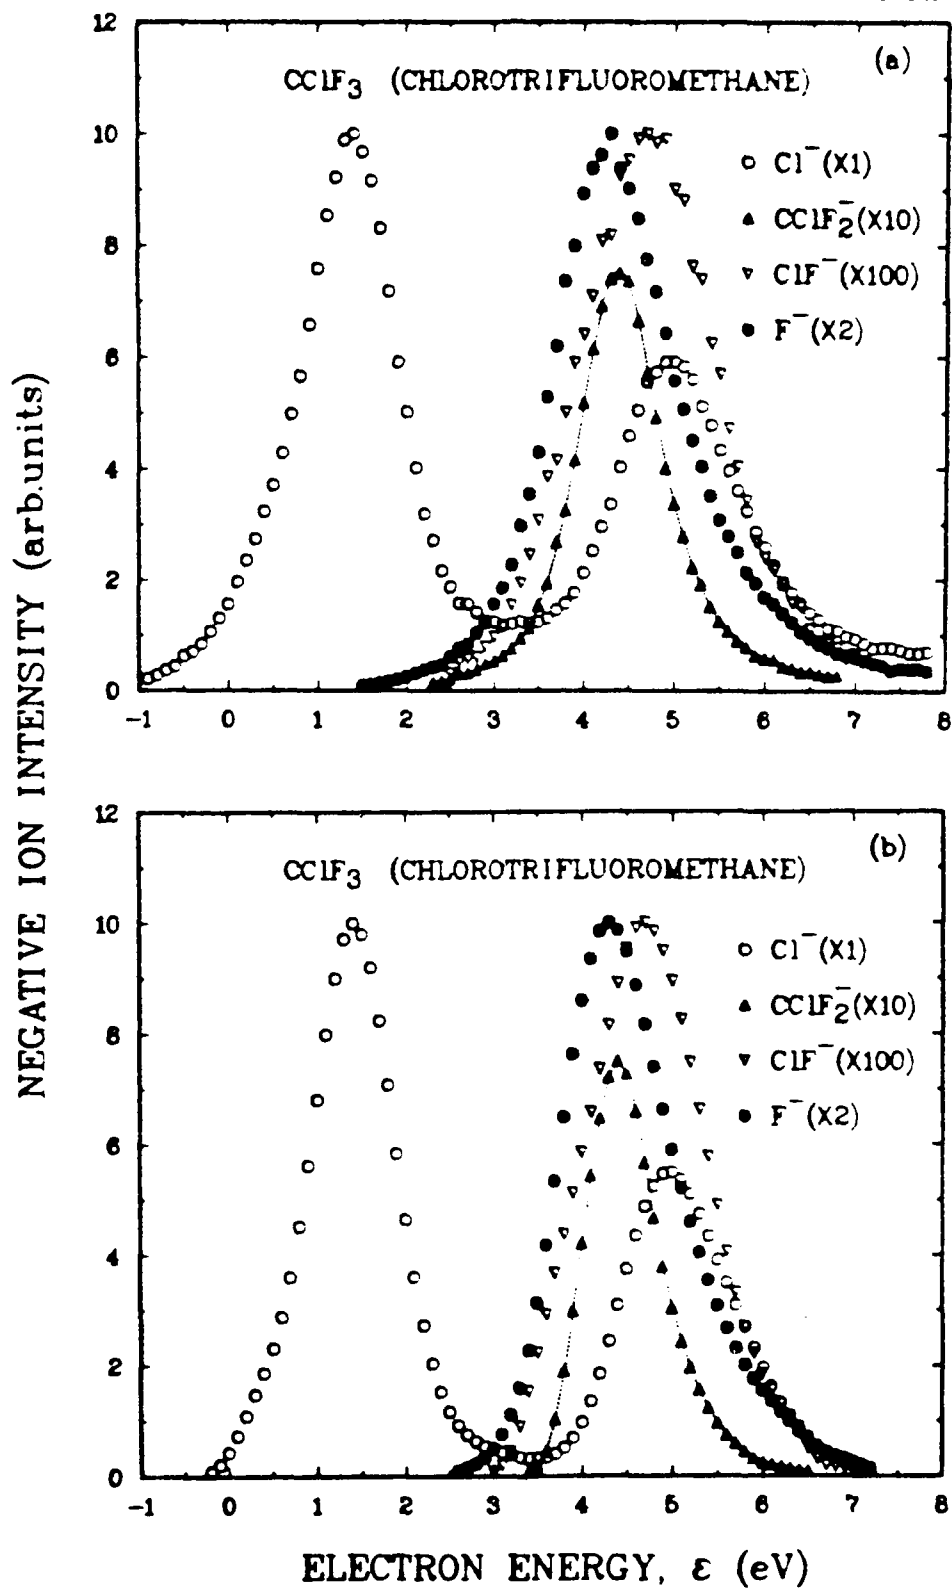 NEGATIVE ION INTENSITY (arb.units)
12
10
8
6
4
2
0
(a)
CClF3 (CHLOROTRIFLUOROMETHANE)
Cl⁻(X1)
CClF2⁻(X10)
ClF⁻(X100)
F⁻(X2)
-1 0 1 2 3 4 5 6 7 8
12
10
8
6
4
2
0
(b)
CClF3 (CHLOROTRIFLUOROMETHANE)
Cl⁻(X1)
CClF2⁻(X10)
ClF⁻(X100)
F⁻(X2)
-1 0 1 2 3 4 5 6 7 8
ELECTRON ENERGY, ε (eV)